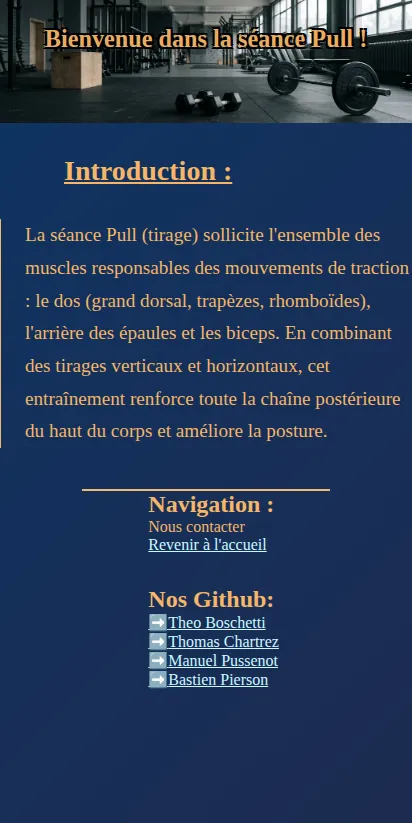 Bienvenue dans la séance Pull !
Introduction :
La séance Pull (tirage) sollicite l'ensemble des
muscles responsables des mouvements de traction
: le dos (grand dorsal, trapèzes, rhomboïdes),
l'arrière des épaules et les biceps. En combinant
des tirages verticaux et horizontaux, cet
entraînement renforce toute la chaîne postérieure
du haut du corps et améliore la posture.
Navigation :
Nous contacter
Revenir à l'accueil
Nos Github:
➡️Theo Boschetti
➡️Thomas Chartrez
➡️Manuel Pussenot
➡️Bastien Pierson